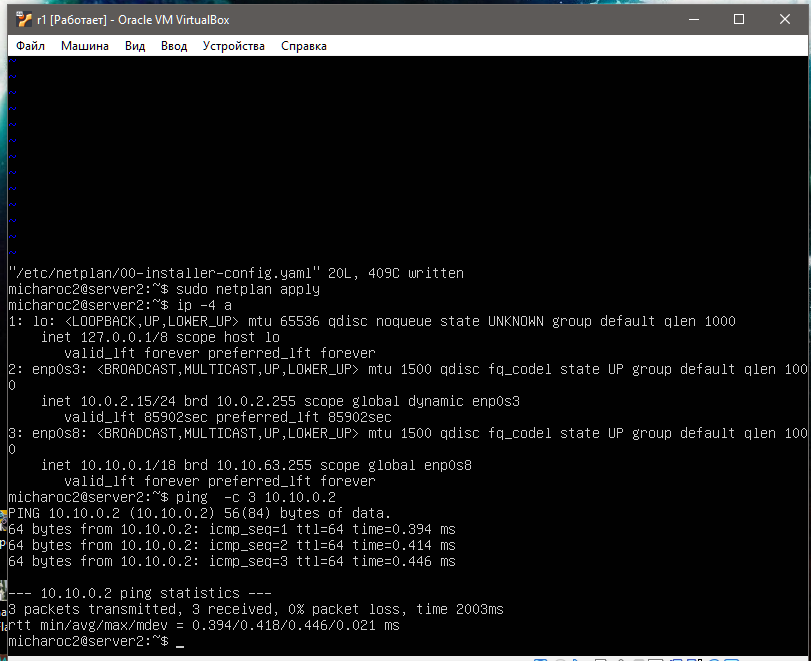 r1 [Работает] - Oracle VM VirtualBox
Файл Машина Вид Ввод Устройства Справка
~
~
~
~
~
~
~
~
~
~
~
~
~
"/etc/netplan/00-installer-config.yaml" 20L, 409C written
micharoc2@server2:~$ sudo netplan apply
micharoc2@server2:~$ ip -4 a
1: lo: <LOOPBACK,UP,LOWER_UP> mtu 65536 qdisc noqueue state UNKNOWN group default qlen 1000
    inet 127.0.0.1/8 scope host lo
       valid_lft forever preferred_lft forever
2: enp0s3: <BROADCAST,MULTICAST,UP,LOWER_UP> mtu 1500 qdisc fq_codel state UP group default qlen 100
0
    inet 10.0.2.15/24 brd 10.0.2.255 scope global dynamic enp0s3
       valid_lft 85902sec preferred_lft 85902sec
3: enp0s8: <BROADCAST,MULTICAST,UP,LOWER_UP> mtu 1500 qdisc fq_codel state UP group default qlen 100
0
    inet 10.10.0.1/18 brd 10.10.63.255 scope global enp0s8
       valid_lft forever preferred_lft forever
micharoc2@server2:~$ ping  -c 3 10.10.0.2
PING 10.10.0.2 (10.10.0.2) 56(84) bytes of data.
64 bytes from 10.10.0.2: icmp_seq=1 ttl=64 time=0.394 ms
64 bytes from 10.10.0.2: icmp_seq=2 ttl=64 time=0.414 ms
64 bytes from 10.10.0.2: icmp_seq=3 ttl=64 time=0.446 ms
--- 10.10.0.2 ping statistics ---
3 packets transmitted, 3 received, 0% packet loss, time 2003ms
rtt min/avg/max/mdev = 0.394/0.418/0.446/0.021 ms
micharoc2@server2:~$ _